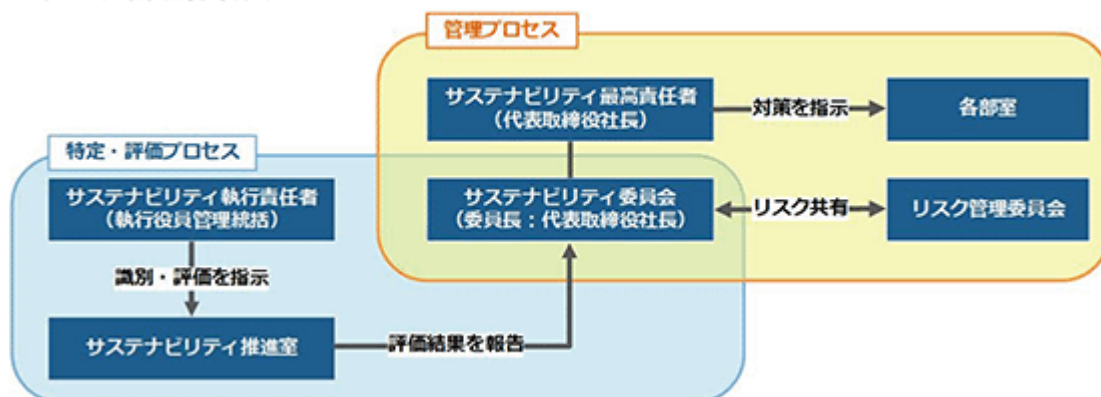 管理プロセス
サステナビリティ最高責任者
（代表取締役社長）
対策を指示
各部室
特定・評価プロセス
サステナビリティ執行責任者
（執行役員管理統括）
サステナビリティ委員会
（委員長：代表取締役社長）
リスク共有
リスク管理委員会
識別・評価を指示
サステナビリティ推進室
評価結果を報告